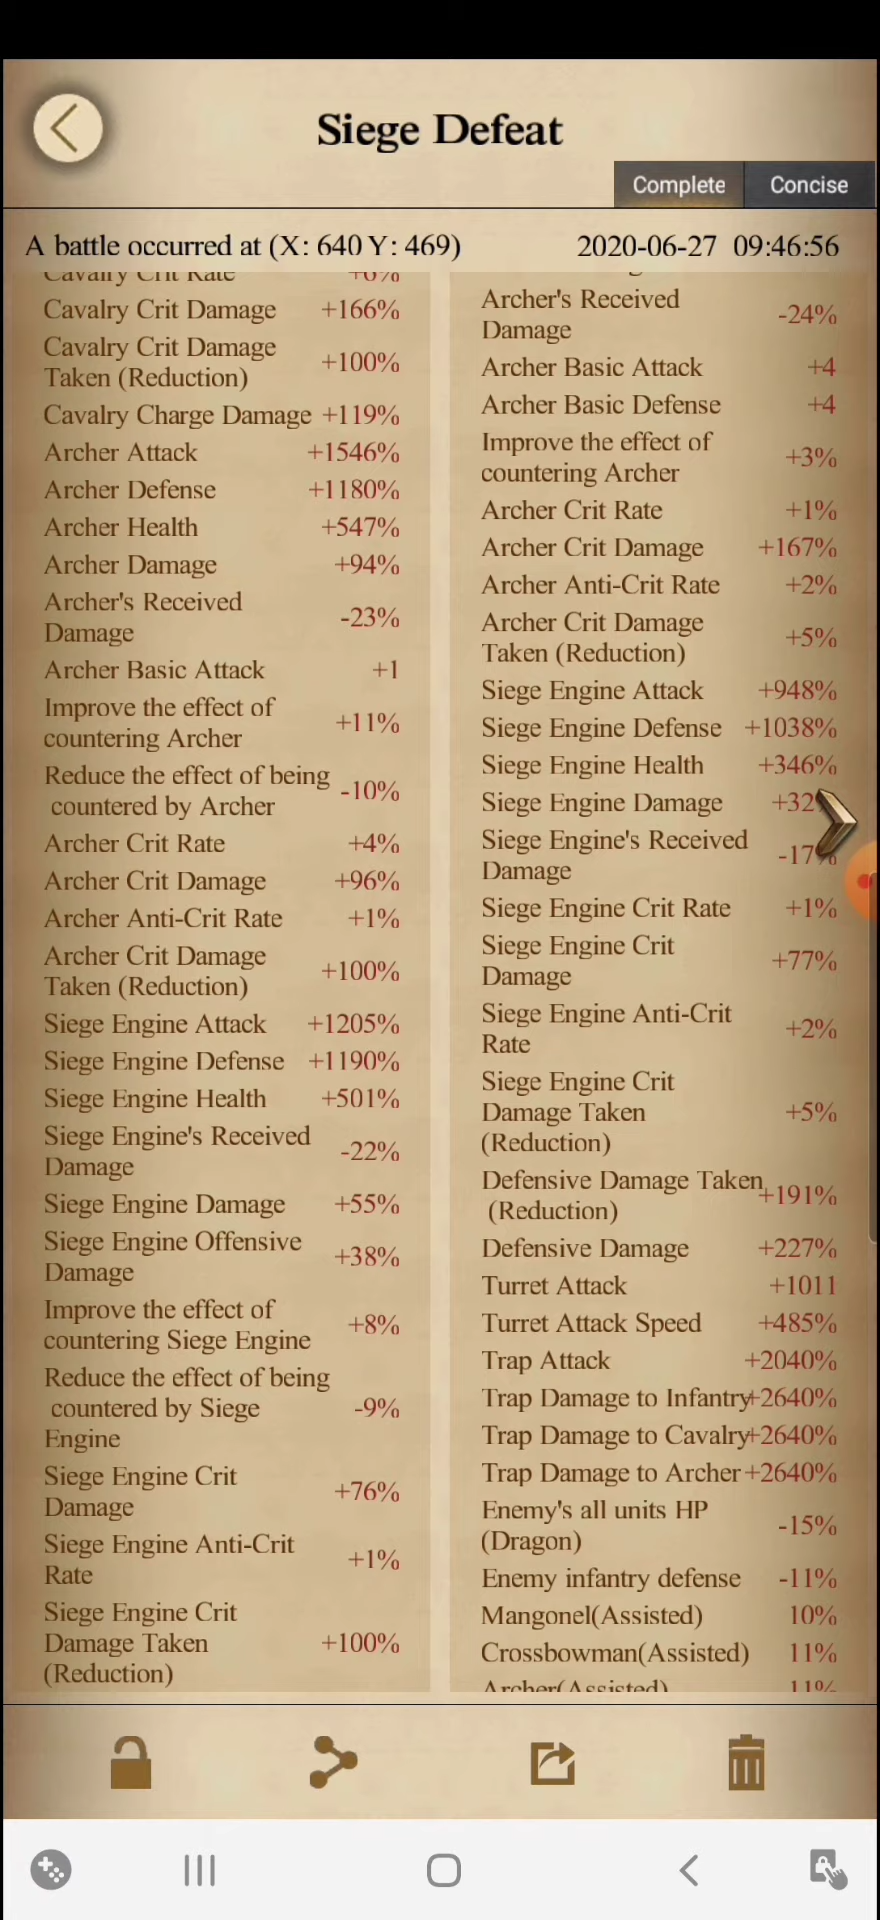 Siege Defeat
Complete
Concise
A battle occurred at (X: 640 Y: 469)
2020-06-27 09:46:56
Cavalry Crit Rate +6%
Cavalry Crit Damage +166%
Cavalry Crit Damage
Taken (Reduction) +100%
Cavalry Charge Damage +119%
Archer Attack +1546%
Archer Defense +1180%
Archer Health +547%
Archer Damage +94%
Archer's Received
Damage -23%
Archer Basic Attack +1
Improve the effect of
countering Archer +11%
Reduce the effect of being
countered by Archer -10%
Archer Crit Rate +4%
Archer Crit Damage +96%
Archer Anti-Crit Rate +1%
Archer Crit Damage
Taken (Reduction) +100%
Siege Engine Attack +1205%
Siege Engine Defense +1190%
Siege Engine Health +501%
Siege Engine's Received
Damage -22%
Siege Engine Damage +55%
Siege Engine Offensive
Damage +38%
Improve the effect of
countering Siege Engine +8%
Reduce the effect of being
countered by Siege -9%
Engine
Siege Engine Crit
Damage +76%
Siege Engine Anti-Crit
Rate +1%
Siege Engine Crit
Damage Taken +100%
(Reduction)
Archer's Received
Damage -24%
Archer Basic Attack +4
Archer Basic Defense +4
Improve the effect of
countering Archer +3%
Archer Crit Rate +1%
Archer Crit Damage +167%
Archer Anti-Crit Rate +2%
Archer Crit Damage
Taken (Reduction) +5%
Siege Engine Attack +948%
Siege Engine Defense +1038%
Siege Engine Health +346%
Siege Engine Damage +32%
Siege Engine's Received
Damage -17%
Siege Engine Crit Rate +1%
Siege Engine Crit
Damage +77%
Siege Engine Anti-Crit
Rate +2%
Siege Engine Crit
Damage Taken +5%
(Reduction)
Defensive Damage Taken
(Reduction) +191%
Defensive Damage +227%
Turret Attack +1011
Turret Attack Speed +485%
Trap Attack +2040%
Trap Damage to Infantry +2640%
Trap Damage to Cavalry +2640%
Trap Damage to Archer +2640%
Enemy's all units HP
(Dragon) -15%
Enemy infantry defense -11%
Mangonel(Assisted) 10%
Crossbowman(Assisted) 11%
Archer(Assisted) 11%